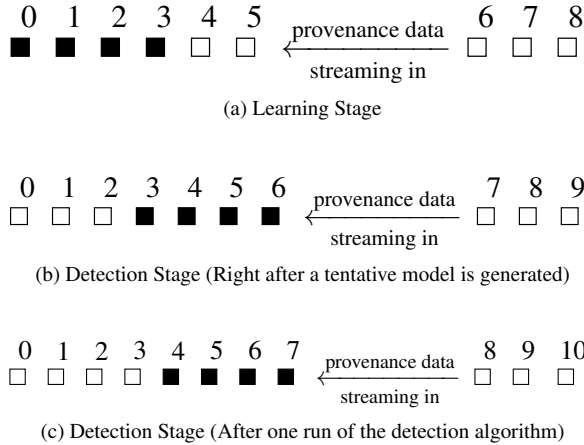 0 1 2 3 4 5 provenance data 6 7 8
streaming in
(a) Learning Stage
0 1 2 3 4 5 6 provenance data 7 8 9
streaming in
(b) Detection Stage (Right after a tentative model is generated)
0 1 2 3 4 5 6 7 provenance data 8 9 10
streaming in
(c) Detection Stage (After one run of the detection algorithm)